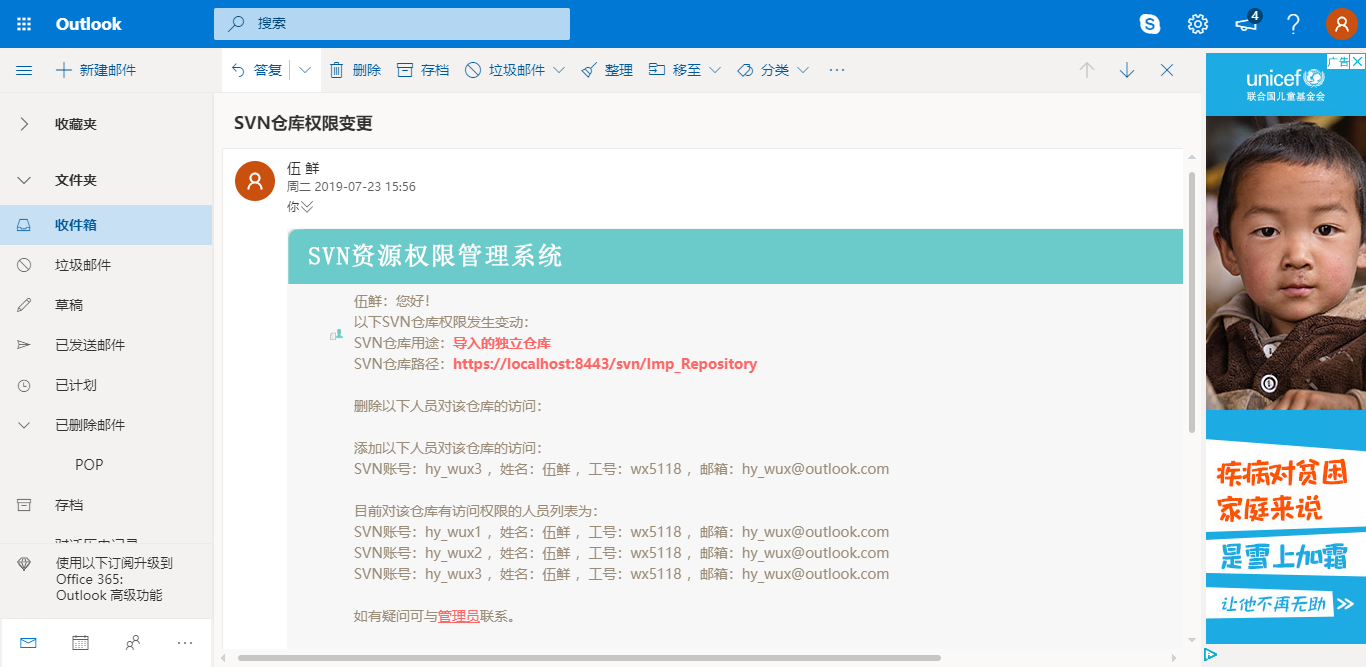 Outlook
搜索
4
新建邮件
答复
删除
存档
垃圾邮件
整理
移至
分类
收藏夹
文件夹
收件箱
垃圾邮件
草稿
已发送邮件
已计划
已删除邮件
POP
存档
对话历史记录
使用以下订阅升级到
Office 365:
Outlook 高级功能
SVN仓库权限变更
伍 鲜
周二 2019-07-23 15:56
你
SVN资源权限管理系统
伍鲜：您好！
以下SVN仓库权限发生变动：
SVN仓库用途：导入的独立仓库
SVN仓库路径：https://localhost:8443/svn/Imp_Repository
删除以下人员对该仓库的访问：
添加以下人员对该仓库的访问：
SVN账号：hy_wux3 ，姓名：伍鲜 ，工号：wx5118 ，邮箱：hy_wux@outlook.com
目前对该仓库有访问权限的人员列表为：
SVN账号：hy_wux1 ，姓名：伍鲜 ，工号：wx5118 ，邮箱：hy_wux@outlook.com
SVN账号：hy_wux2 ，姓名：伍鲜 ，工号：wx5118 ，邮箱：hy_wux@outlook.com
SVN账号：hy_wux3 ，姓名：伍鲜 ，工号：wx5118 ，邮箱：hy_wux@outlook.com
如有疑问可与管理员联系。
广告
unicef
联合国儿童基金会
疾病对贫困
家庭来说
是雪上加霜
让他不再无助